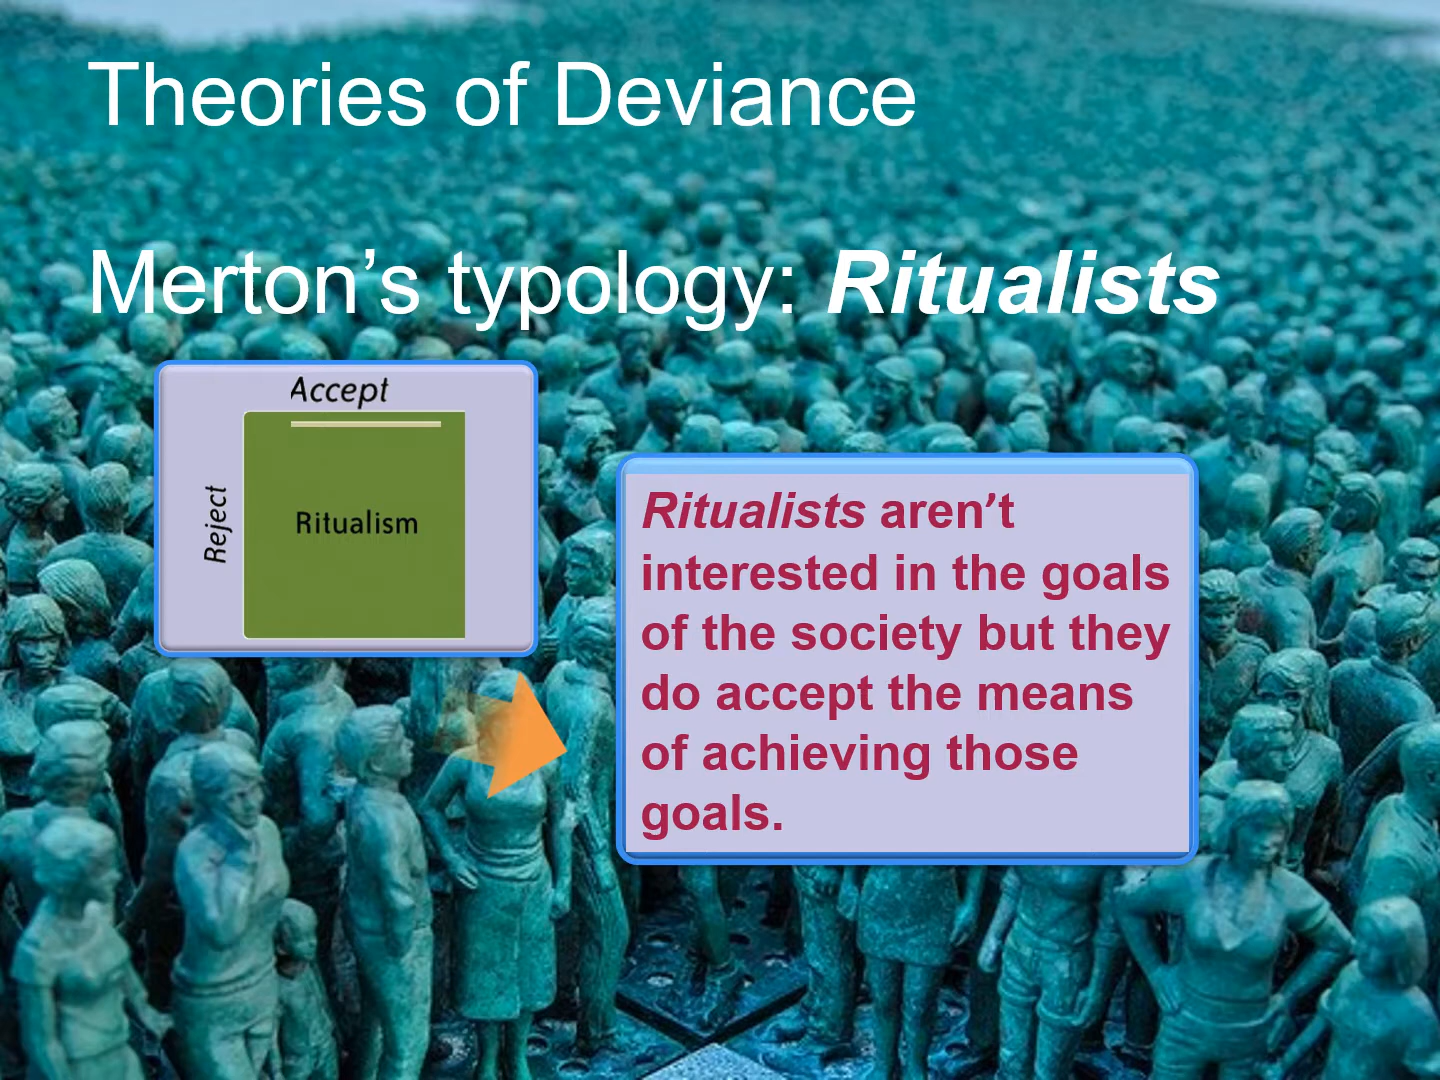 Theories of Deviance
Merton’s typology: Ritualists
Accept
Reject
Ritualism
Ritualists aren’t
interested in the goals
of the society but they
do accept the means
of achieving those
goals.